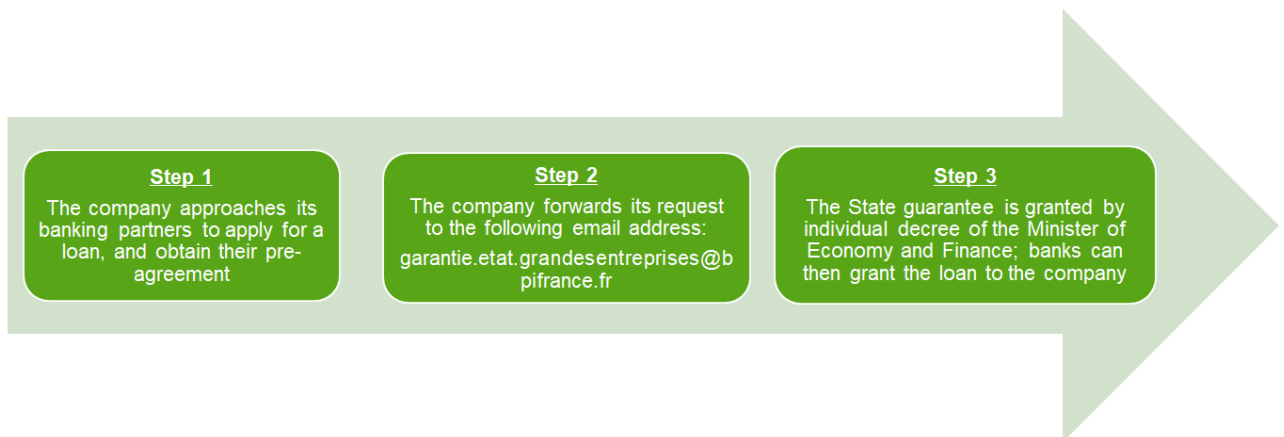 Step 1
The company approaches its
banking partners to apply for a
loan, and obtain their pre-
agreement
Step 2
The company forwards its request
to the following email address:
garantie.etat.grandesentreprises@b
pifrance.fr
Step 3
The State guarantee is granted by
individual decree of the Minister of
Economy and Finance; banks can
then grant the loan to the company